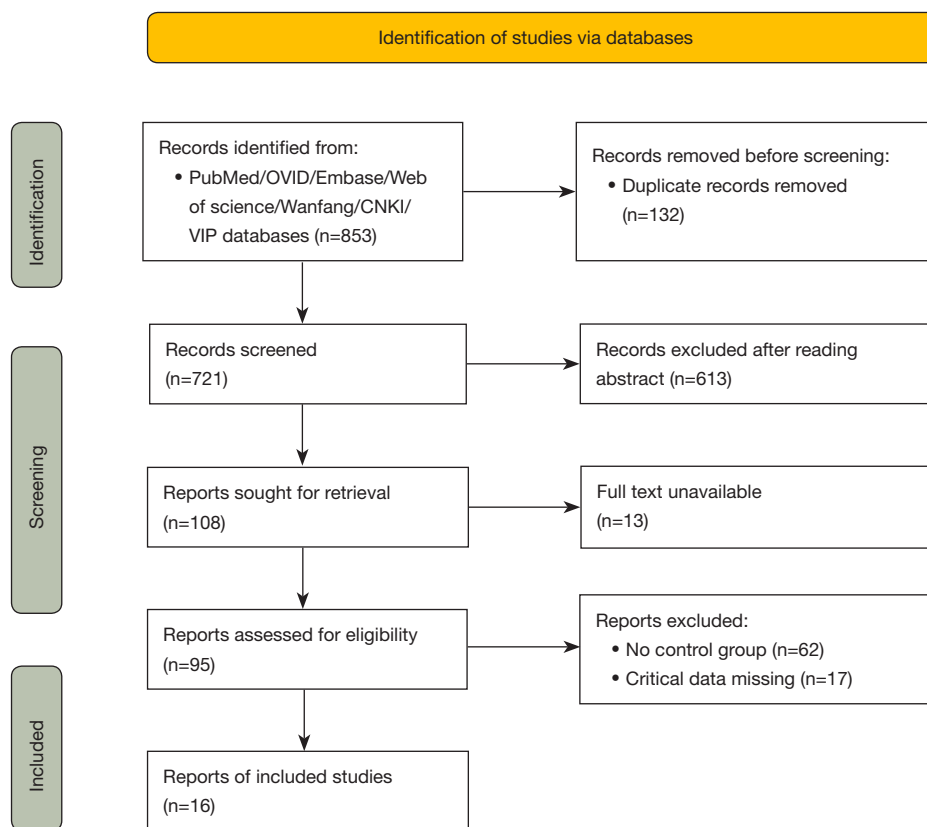 Identification of studies via databases
Identification
Records identified from:
• PubMed/OVID/Embase/Web
of science/Wanfang/CNKI/
VIP databases (n=853)
Records removed before screening:
• Duplicate records removed
(n=132)
Screening
Records screened
(n=721)
Records excluded after reading
abstract (n=613)
Reports sought for retrieval
(n=108)
Full text unavailable
(n=13)
Reports assessed for eligibility
(n=95)
Reports excluded:
• No control group (n=62)
• Critical data missing (n=17)
Included
Reports of included studies
(n=16)